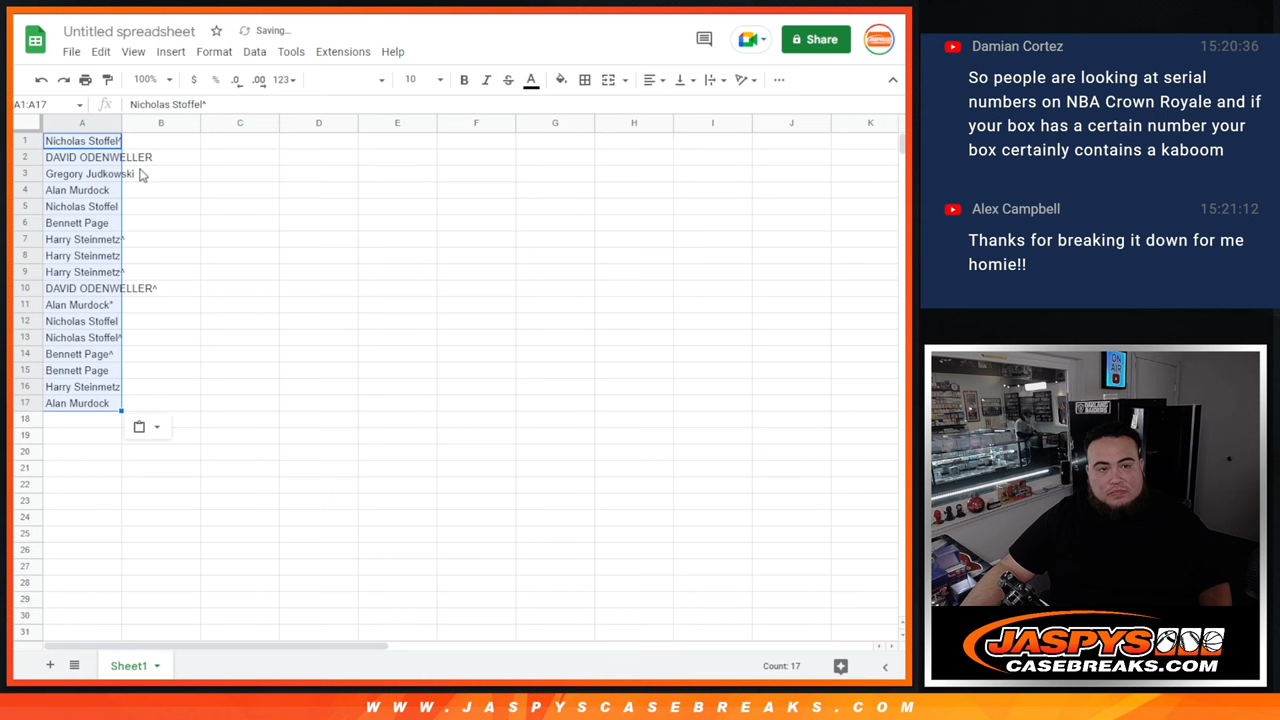 Untitled spreadsheet
Saving...
Share
File Edit View Insert Format Data Tools Extensions Help
100% $ % .0 .00 123 10 B I S A
A1:A17 fx Nicholas Stoffel^
A B C D E F G H I J K
1 Nicholas Stoffel^
2 DAVID ODENWELLER
3 Gregory Judkowski
4 Alan Murdock
5 Nicholas Stoffel
6 Bennett Page
7 Harry Steinmetz^
8 Harry Steinmetz
9 Harry Steinmetz^
10 DAVID ODENWELLER^
11 Alan Murdock^
12 Nicholas Stoffel
13 Nicholas Stoffel^
14 Bennett Page^
15 Bennett Page
16 Harry Steinmetz
17 Alan Murdock
18
19
20
21
22
23
24
25
26
27
28
29
30
31
Sheet1
Count: 17
Damian Cortez 15:20:36
So people are looking at serial
numbers on NBA Crown Royale and if
your box has a certain number your
box certainly contains a kaboom
Alex Campbell 15:21:12
Thanks for breaking it down for me
homie!!
ON
AIR
JASPYS
CASEBREAKS.COM
WWW.JASPYSCASEBREAKS.COM